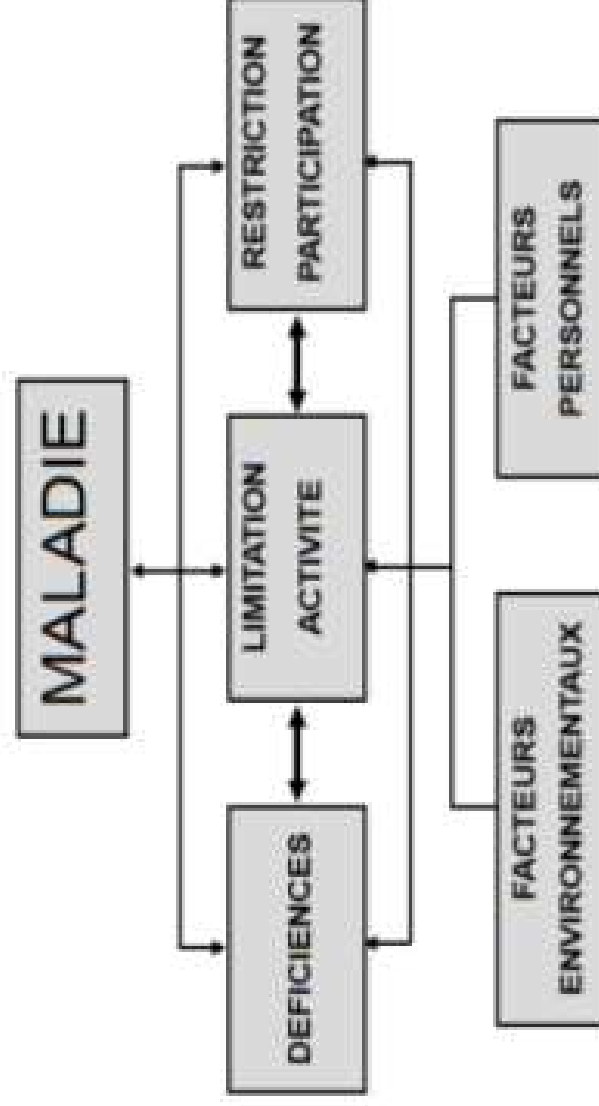 MALADIE
DEFICIENCES
LIMITATION
ACTIVITE
RESTRICTION
PARTICIPATION
FACTEURS
ENVIRONNEMENTAUX
FACTEURS
PERSONNELS